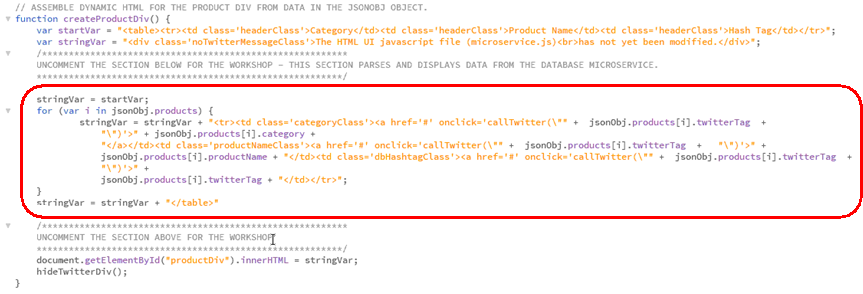 // ASSEMBLE DYNAMIC HTML FOR THE PRODUCT DIV FROM DATA IN THE JSONOBJ OBJECT.
function createProductDiv() {
var startVar = "<table><tr><td class='headerClass'>Category</td><td class='headerClass'>Product Name</td><td class='headerClass'>Hash Tag</td></tr>";
var stringVar = "<div class='noTwitterMessageClass'>The HTML UI javascript file (microservice.js)<br>has not yet been modified.</div>";
/******************************************************
UNCOMMENT THE SECTION BELOW FOR THE WORKSHOP - THIS SECTION PARSES AND DISPLAYS DATA FROM THE DATABASE MICROSERVICE.
******************************************************/
stringVar = startVar;
for (var i in jsonObj.products) {
stringVar = stringVar + "<tr><td class='categoryClass'><a href='#' onclick='callTwitter(\"" + jsonObj.products[i].twitterTag +
"\")'>" + jsonObj.products[i].category +
"</a></td><td class='productNameClass'><a href='#' onclick='callTwitter(\"" + jsonObj.products[i].twitterTag + "\")'>" +
jsonObj.products[i].productName + "</td><td class='dbHashtagClass'><a href='#' onclick='callTwitter(\"" + jsonObj.products[i].twitterTag +
"\")'>" +
jsonObj.products[i].twitterTag + "</td></tr>";
}
stringVar = stringVar + "</table>"
/******************************************************
UNCOMMENT THE SECTION ABOVE FOR THE WORKSHOP
******************************************************/
document.getElementById("productDiv").innerHTML = stringVar;
hideTwitterDiv();
}